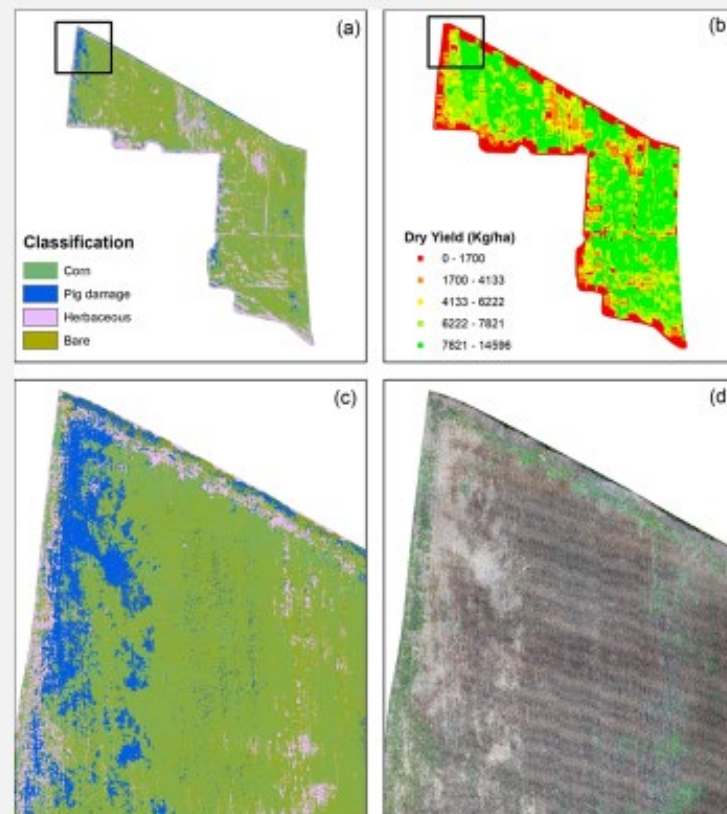 (a)
Classification
Corn
Pig damage
Herbaceous
Bare
(b)
Dry Yield (Kg/ha)
0 - 1700
1700 - 4133
4133 - 6222
6222 - 7821
7821 - 14596
(c)
(d)